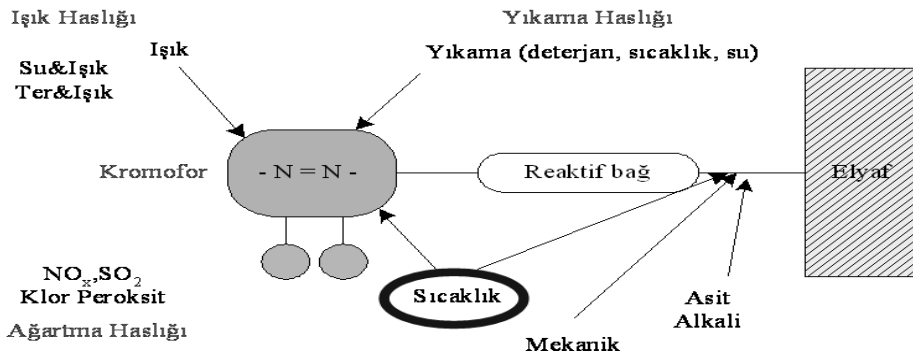 Işık Haslığı
Yıkama Haslığı
Işık
Yıkama (deterjan, sıcaklık, su)
Su&Işık
Ter&Işık
Kromofor
- N = N -
Reaktif bağ
Elyaf
NOₓ,SO₂
Klor Peroksit
Sıcaklık
Asit
Alkali
Ağartma Haslığı
Mekanik